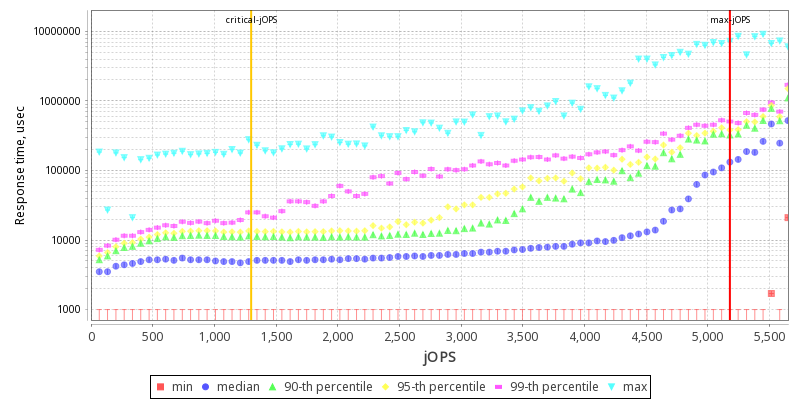 critical-jOPS max-jOPS
10000000
1000000
100000
10000
1000
Response time, usec
0 500 1,000 1,500 2,000 2,500 3,000 3,500 4,000 4,500 5,000 5,500
jOPS
min median 90-th percentile 95-th percentile 99-th percentile max